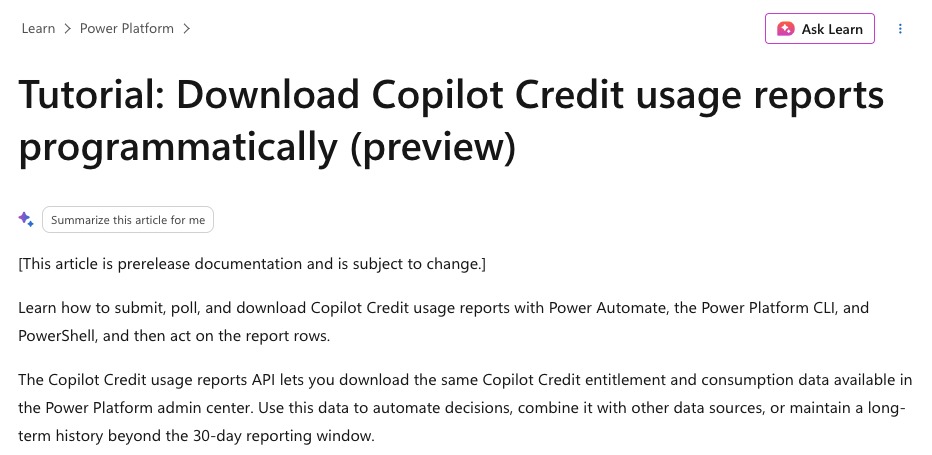 Learn > Power Platform >
Ask Learn
Tutorial: Download Copilot Credit usage reports
programmatically (preview)
Summarize this article for me
[This article is prerelease documentation and is subject to change.]
Learn how to submit, poll, and download Copilot Credit usage reports with Power Automate, the Power Platform CLI, and
PowerShell, and then act on the report rows.
The Copilot Credit usage reports API lets you download the same Copilot Credit entitlement and consumption data available in
the Power Platform admin center. Use this data to automate decisions, combine it with other data sources, or maintain a long-
term history beyond the 30-day reporting window.